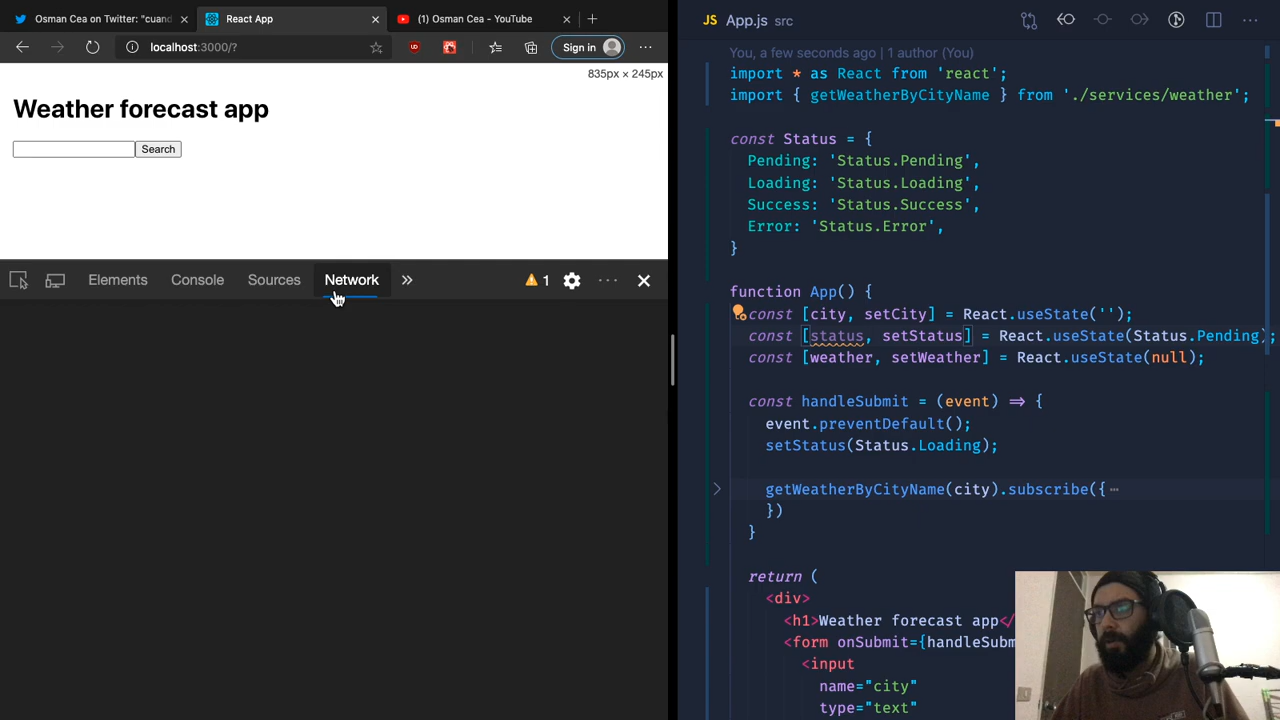 Osman Cea on Twitter: "cuand
React App
(1) Osman Cea - YouTube
localhost:3000/?
Sign in
835px × 245px
Weather forecast app
Search
Elements
Console
Sources
Network
1
JS App.js src
You, a few seconds ago | 1 author (You)
import * as React from 'react';
import { getWeatherByCityName } from './services/weather';
const Status = {
Pending: 'Status.Pending',
Loading: 'Status.Loading',
Success: 'Status.Success',
Error: 'Status.Error',
}
function App() {
const [city, setCity] = React.useState('');
const [status, setStatus] = React.useState(Status.Pending);
const [weather, setWeather] = React.useState(null);
const handleSubmit = (event) ⇒ {
event.preventDefault();
setStatus(Status.Loading);
getWeatherByCityName(city).subscribe({ ⋯
})
}
return (
<div>
<h1>Weather forecast app</
<form onSubmit={handleSubm
<input
name="city"
type="text"